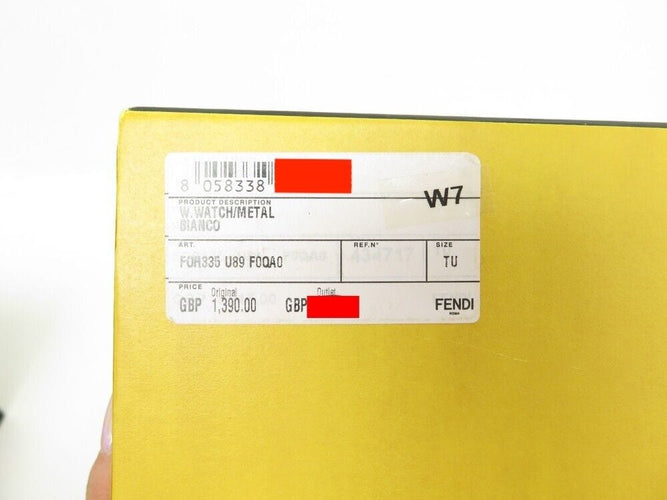 8 058338
W7
PRODUCT DESCRIPTION
W.WATCH/METAL
BIANCO
ART.
REF.N°
SIZE
FOR335 U89 F0QA0
TU
PRICE
Original
Outlet
GBP 1,390.00
GBP
FENDI
ROMA